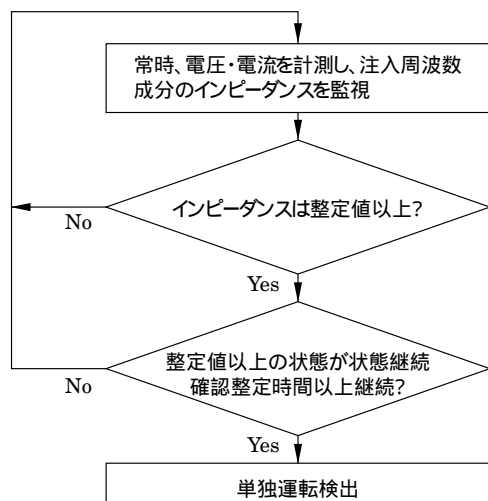 常時、電圧・電流を計測し、注入周波数
成分のインピーダンスを監視
インピーダンスは整定値以上?
No
Yes
整定値以上の状態が状態継続
確認整定時間以上継続?
No
Yes
単独運転検出